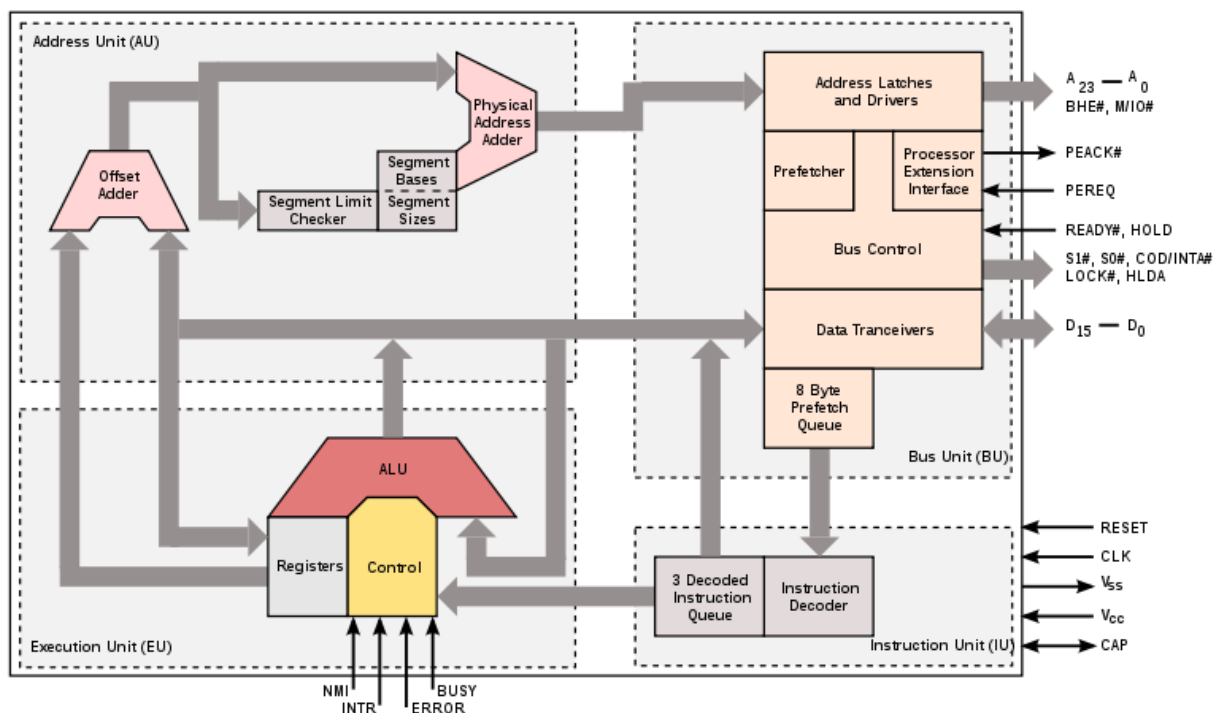 Address Unit (AU)
Offset
Adder
Segment Limit
Checker
Segment
Bases
Segment
Sizes
Physical
Address
Adder
Address Latches
and Drivers
Prefetcher
Processor
Extension
Interface
Bus Control
Data Tranceivers
8 Byte
Prefetch
Queue
Bus Unit (BU)
A23 — A0
BHE#, M/IO#
PEACK#
PEREQ
READY#, HOLD
S1#, S0#, COD/INTA#
LOCK#, HLDA
D15 — D0
ALU
Registers
Control
Execution Unit (EU)
NMI
INTR
ERROR
BUSY
3 Decoded
Instruction
Queue
Instruction
Decoder
Instruction Unit (IU)
RESET
CLK
Vss
Vcc
CAP